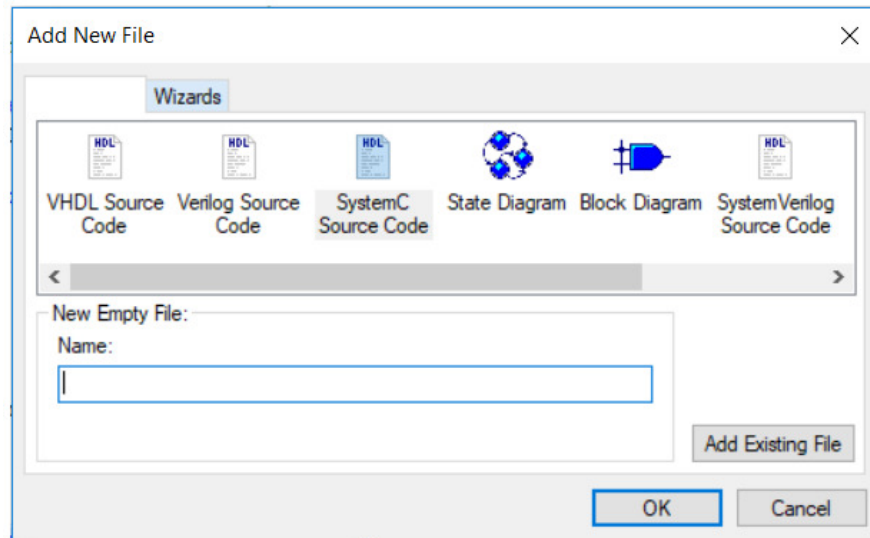 Add New File
Wizards
HDL HDL HDL HDL
VHDL Source Verilog Source SystemC State Diagram Block Diagram SystemVerilog
Code Code Source Code Source Code
New Empty File:
Name:
Add Existing File
OK Cancel